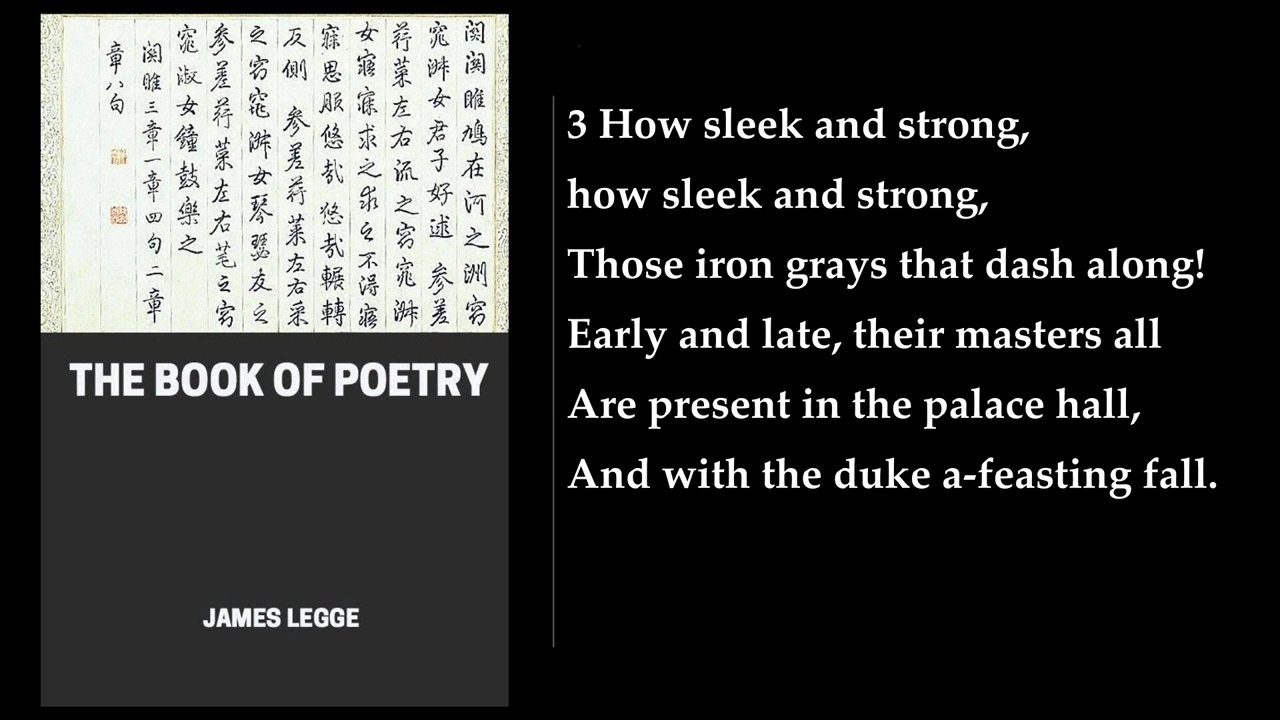 関関雎鳩在河之洲窈
窕淑女君子好逑 参差
荇菜左右流之窈窕淑
女寤寐求之求之不得寤
寐思服悠哉悠哉輾轉
反側 参差荇菜左右采
之窈窕淑女琴瑟友之
参差荇菜左右芼之窈
窕淑女鐘鼓樂之
関雎三章一章四句二章
章八句
THE BOOK OF POETRY
JAMES LEGGE
3 How sleek and strong,
how sleek and strong,
Those iron grays that dash along!
Early and late, their masters all
Are present in the palace hall,
And with the duke a-feasting fall.